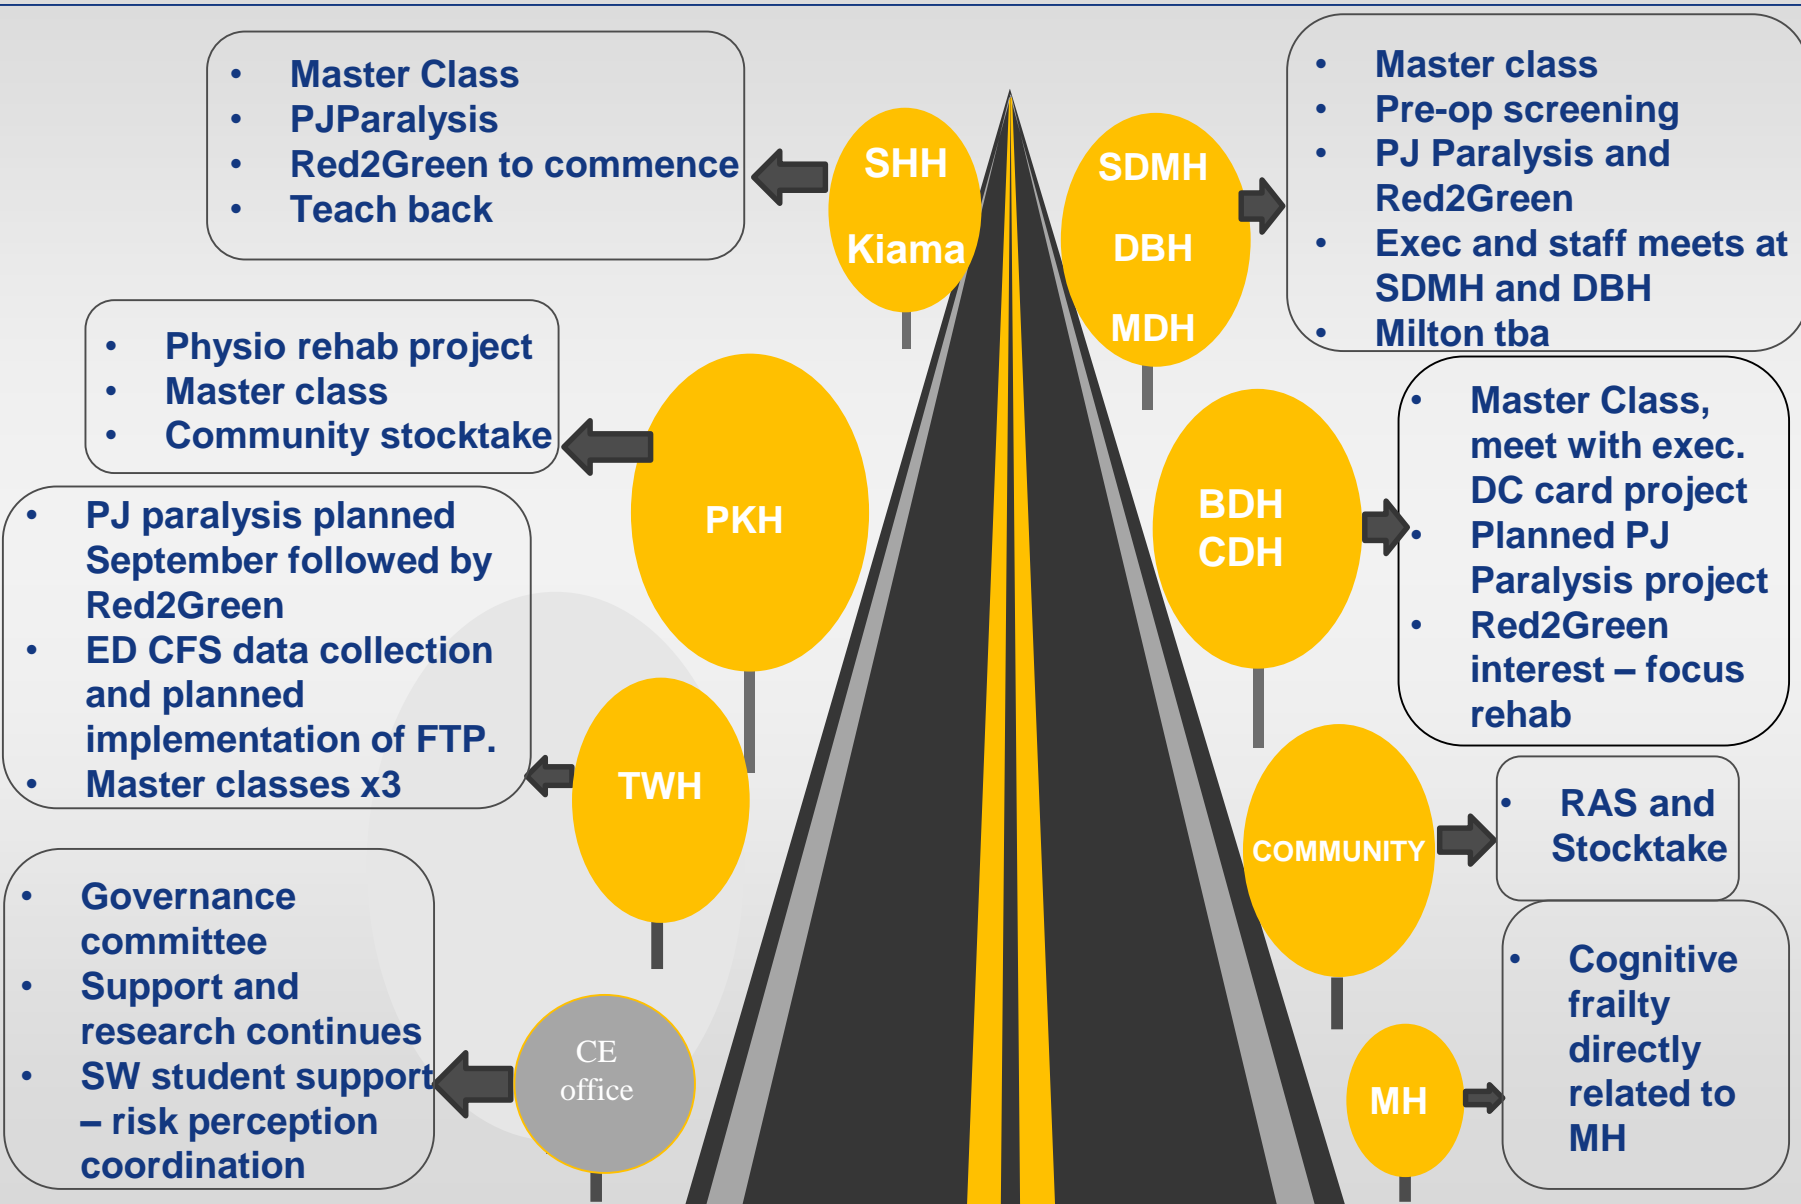 • Master Class
• PJParalysis
• Red2Green to commence
• Teach back
SHH
Kiama
SDMH
DBH
MDH
• Master class
• Pre-op screening
• PJ Paralysis and
Red2Green
• Exec and staff meets at
SDMH and DBH
• Milton tba
• Physio rehab project
• Master class
• Community stocktake
PKH
BDH
CDH
• Master Class,
meet with exec.
DC card project
• Planned PJ
Paralysis project
• Red2Green
interest – focus
rehab
• PJ paralysis planned
September followed by
Red2Green
• ED CFS data collection
and planned
implementation of FTP.
• Master classes x3
TWH
COMMUNITY
• RAS and
Stocktake
• Governance
committee
• Support and
research continues
• SW student support
– risk perception
coordination
CE
office
MH
• Cognitive
frailty
directly
related to
MH